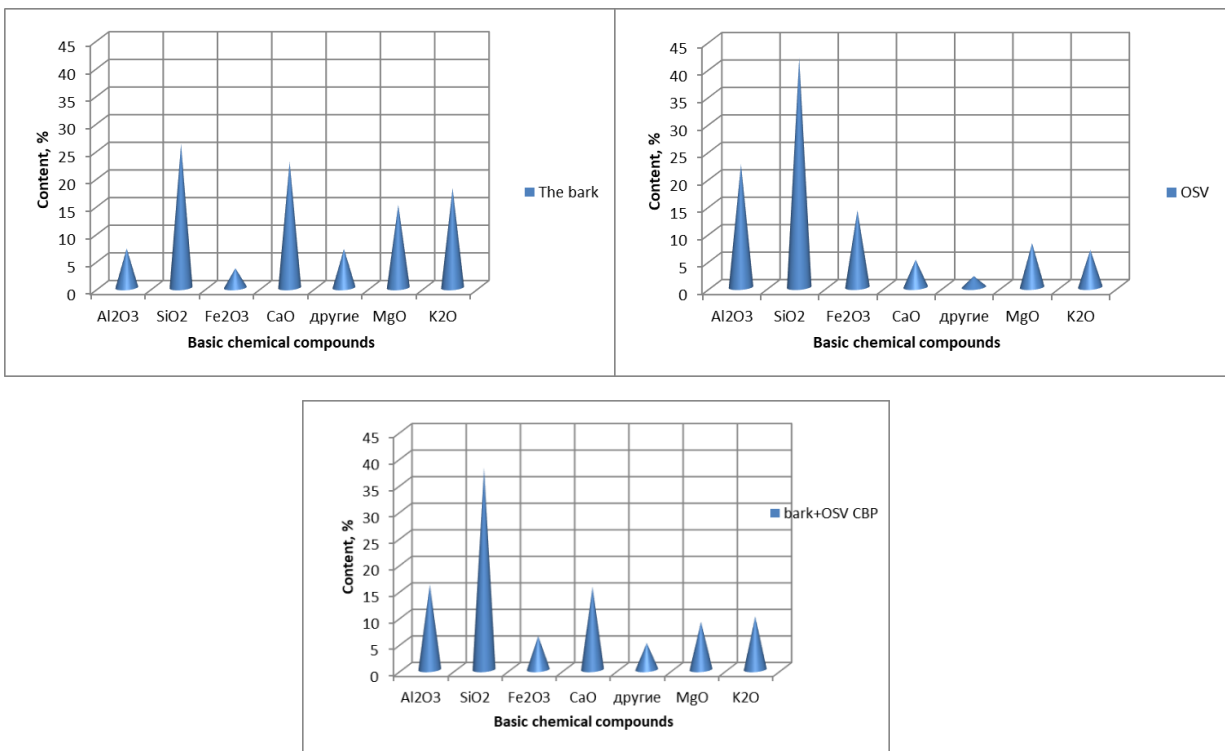 45
40
35
30
25
20
15
10
5
0
Content, %
Al2O3 SiO2 Fe2O3 CaO другие MgO K2O
Basic chemical compounds
The bark
45
40
35
30
25
20
15
10
5
0
Content, %
Al2O3 SiO2 Fe2O3 CaO другие MgO K2O
Basic chemical compounds
OSV
45
40
35
30
25
20
15
10
5
0
Content, %
Al2O3 SiO2 Fe2O3 CaO другие MgO K2O
Basic chemical compounds
bark+OSV CBP